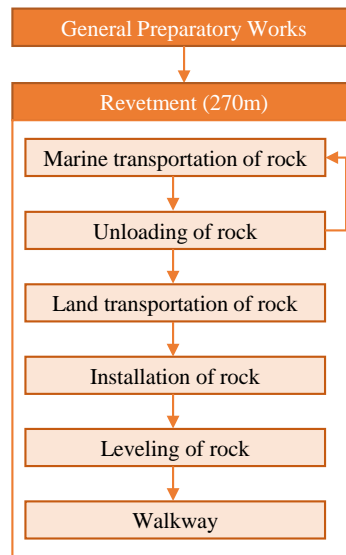 General Preparatory Works
Revetment (270m)
Marine transportation of rock
Unloading of rock
Land transportation of rock
Installation of rock
Leveling of rock
Walkway